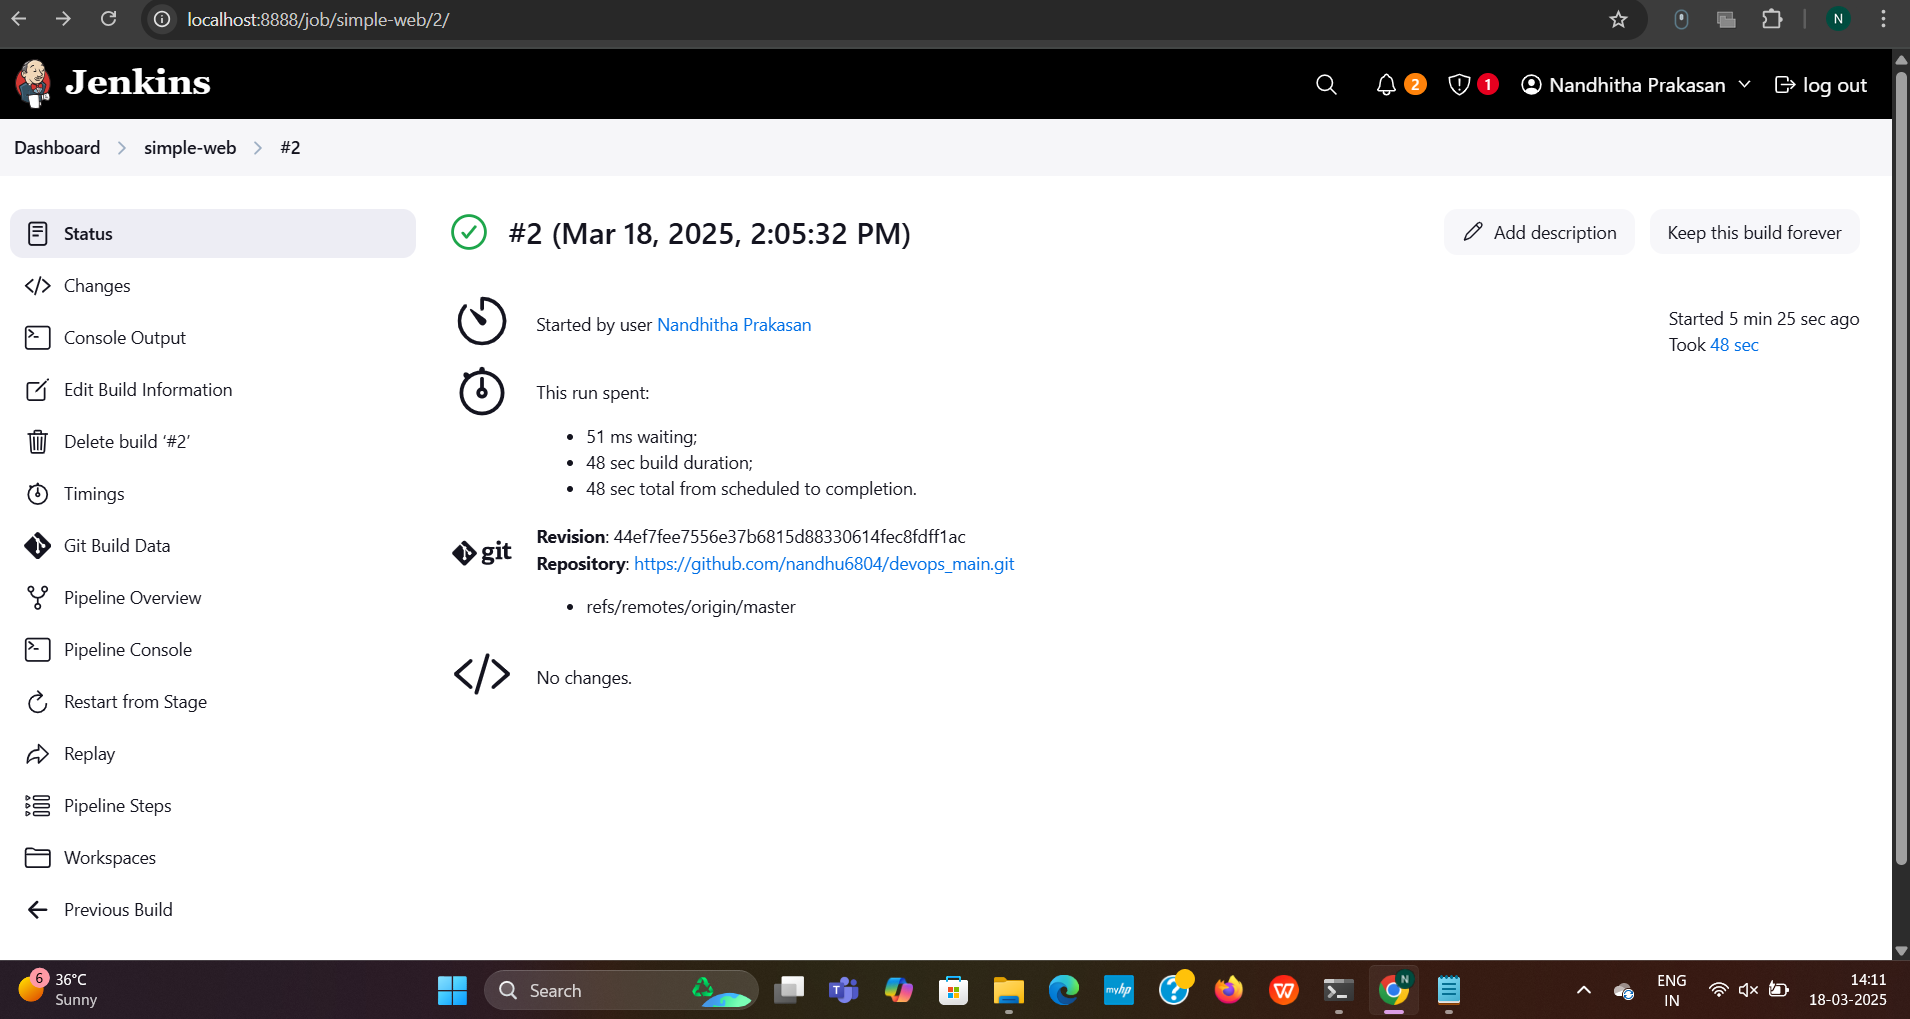 localhost:8888/job/simple-web/2/
N
Jenkins
2
1
Nandhitha Prakasan
log out
Dashboard
simple-web
#2
Status
Changes
Console Output
Edit Build Information
Delete build ‘#2’
Timings
Git Build Data
Pipeline Overview
Pipeline Console
Restart from Stage
Replay
Pipeline Steps
Workspaces
Previous Build
#2 (Mar 18, 2025, 2:05:32 PM)
Add description
Keep this build forever
Started by user Nandhitha Prakasan
Started 5 min 25 sec ago
Took 48 sec
This run spent:
51 ms waiting;
48 sec build duration;
48 sec total from scheduled to completion.
git
Revision: 44ef7fee7556e37b6815d88330614fec8fdff1ac
Repository: https://github.com/nandhu6804/devops_main.git
refs/remotes/origin/master
No changes.
6
36°C
Sunny
Search
T
myhp
?
W
N
ENG
IN
14:11
18-03-2025